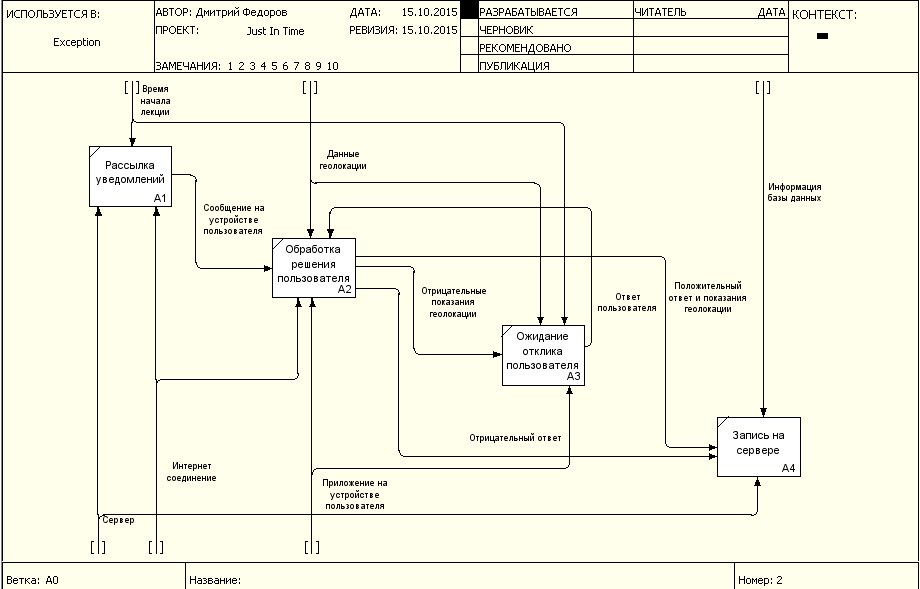 ИСПОЛЬЗУЕТСЯ В:
Exception
АВТОР: Дмитрий Федоров
ДАТА: 15.10.2015
ПРОЕКТ: Just In Time
РЕВИЗИЯ: 15.10.2015
ЗАМЕЧАНИЯ: 1 2 3 4 5 6 7 8 9 10
РАЗРАБАТЫВАЕТСЯ
ЧЕРНОВИК
РЕКОМЕНДОВАНО
ПУБЛИКАЦИЯ
ЧИТАТЕЛЬ
ДАТА
КОНТЕКСТ:
Время
начала
лекции
Рассылка
уведомлений
A1
Данные
геолокации
Информация
базы данных
Сообщение на
устройстве
пользователя
Обработка
решения
пользователя
A2
Отрицательные
показания
геолокации
Ответ
пользователя
Положительный
ответ и показания
геолокации
Ожидание
отклика
пользователя
A3
Отрицательный ответ
Запись на
сервере
A4
Интернет
соединение
Приложение на
устройстве
пользователя
Сервер
Ветка: A0
Название:
Номер: 2